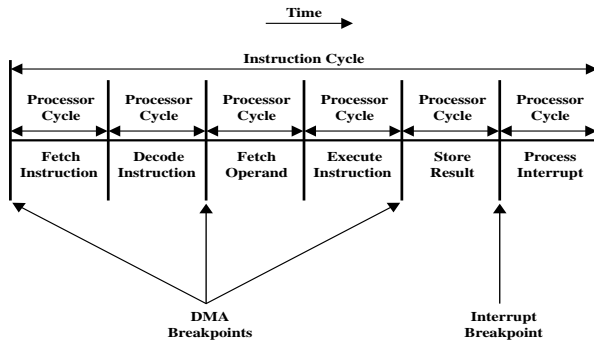 Time
Instruction Cycle
Processor Cycle
Processor Cycle
Processor Cycle
Processor Cycle
Processor Cycle
Processor Cycle
Fetch Instruction
Decode Instruction
Fetch Operand
Execute Instruction
Store Result
Process Interrupt
DMA Breakpoints
Interrupt Breakpoint